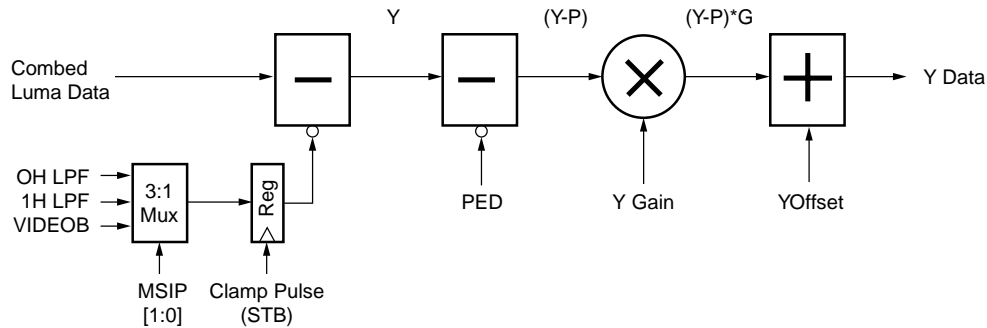 Y
(Y-P)
(Y-P)*G
Combed
Luma Data
Y Data
OH LPF
1H LPF
VIDEOB
3:1
Mux
Reg
PED
Y Gain
YOffset
MSIP
[1:0]
Clamp Pulse
(STB)